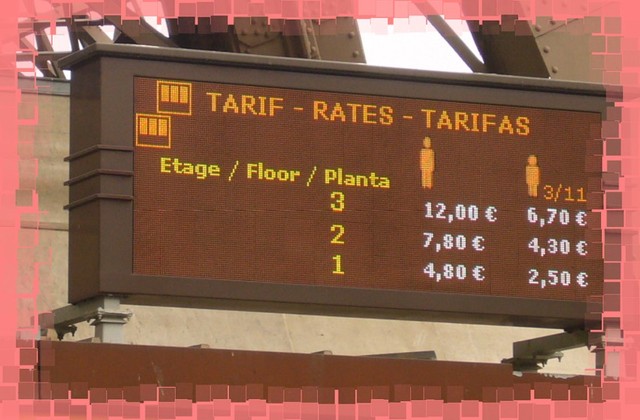 TARIF - RATES - TARIFAS
Etage / Floor / Planta
3/11
3 12,00 € 6,70 €
2 7,80 € 4,30 €
1 4,80 € 2,50 €